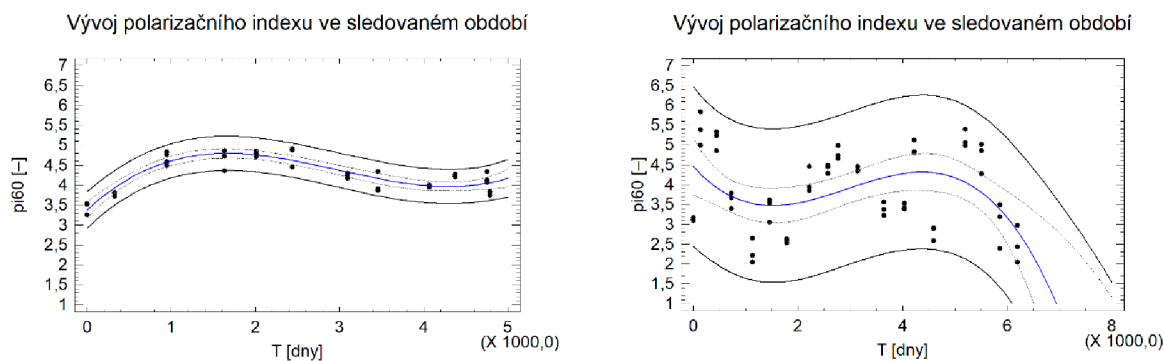 Vývoj polarizačního indexu ve sledovaném období
pi60 [–]
7
6,5
6
5,5
5
4,5
4
3,5
3
2,5
2
1,5
1
0 1 2 3 4 5
(X 1000,0)
T [dny]
Vývoj polarizačního indexu ve sledovaném období
pi60 [–]
7
6,5
6
5,5
5
4,5
4
3,5
3
2,5
2
1,5
1
0 2 4 6 8
(X 1000,0)
T [dny]